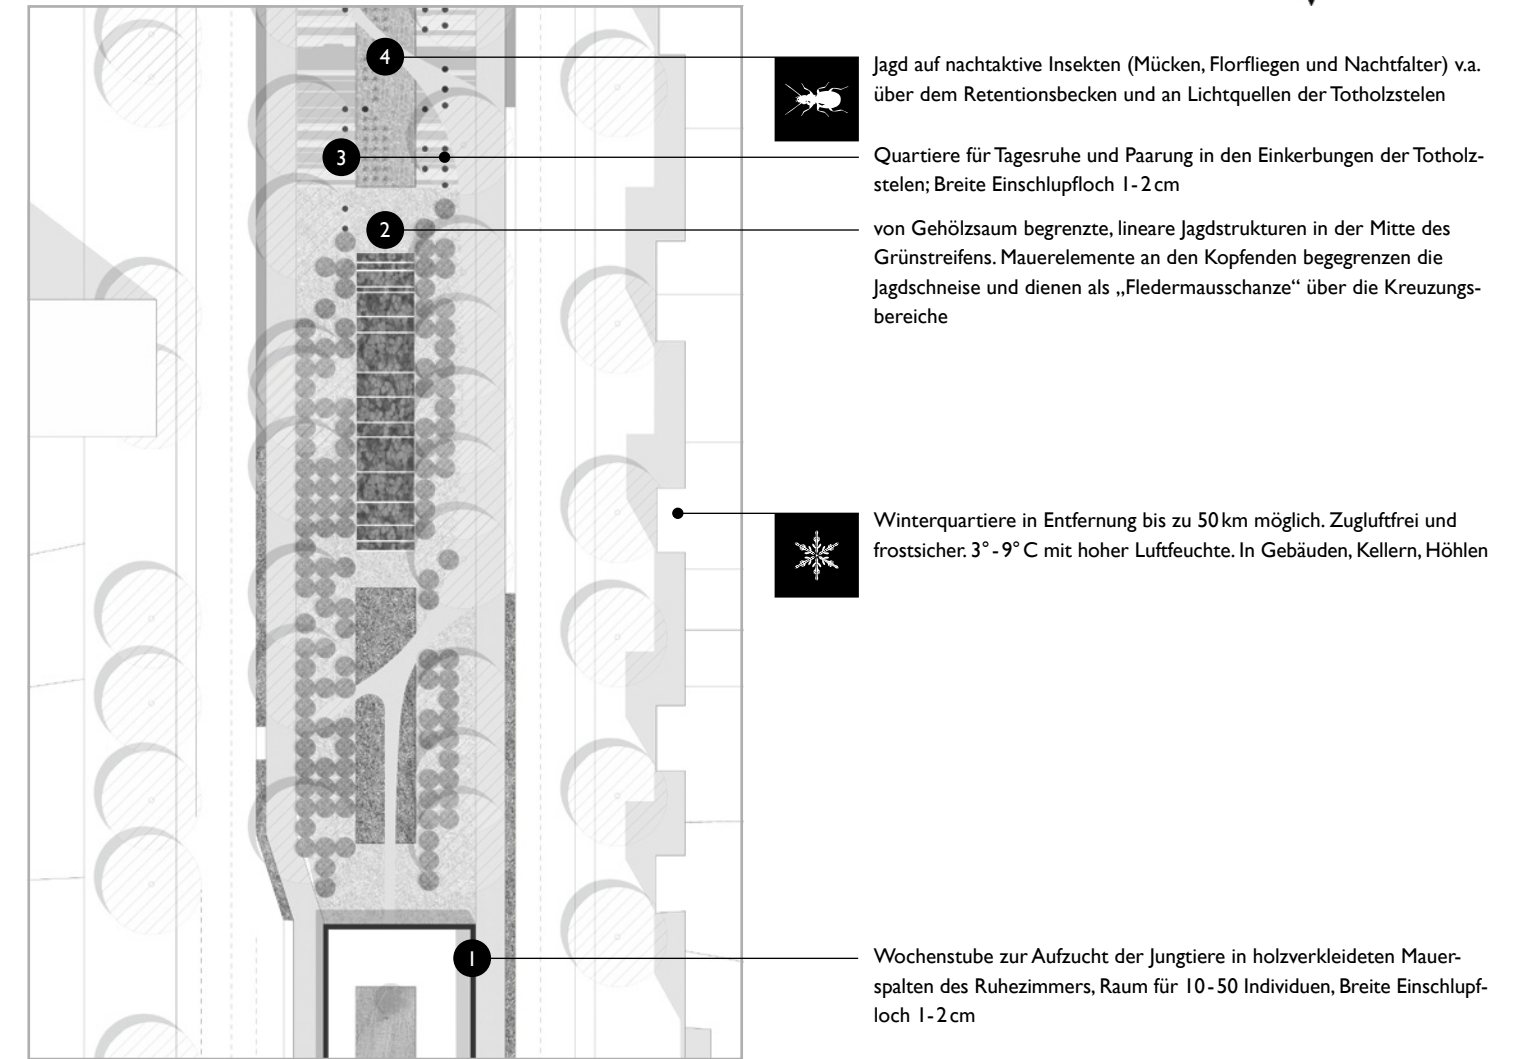 4
Jagd auf nachtaktive Insekten (Mücken, Florfliegen und Nachtfalter) v.a.
über dem Retentionsbecken und an Lichtquellen der Totholzstelen
3
Quartiere für Tagesruhe und Paarung in den Einkerbungen der Totholz-
stelen; Breite Einschlupfloch 1-2 cm
2
von Gehölzsaum begrenzte, lineare Jagdstrukturen in der Mitte des
Grünstreifens. Mauerelemente an den Kopfenden begegrenzen die
Jagdschneise und dienen als „Fledermausschanze“ über die Kreuzungs-
bereiche
Winterquartiere in Entfernung bis zu 50 km möglich. Zugluftfrei und
frostsicher. 3° - 9° C mit hoher Luftfeuchte. In Gebäuden, Kellern, Höhlen
1
Wochenstube zur Aufzucht der Jungtiere in holzverkleideten Mauer-
spalten des Ruhezimmers, Raum für 10 - 50 Individuen, Breite Einschlupf-
loch 1-2 cm